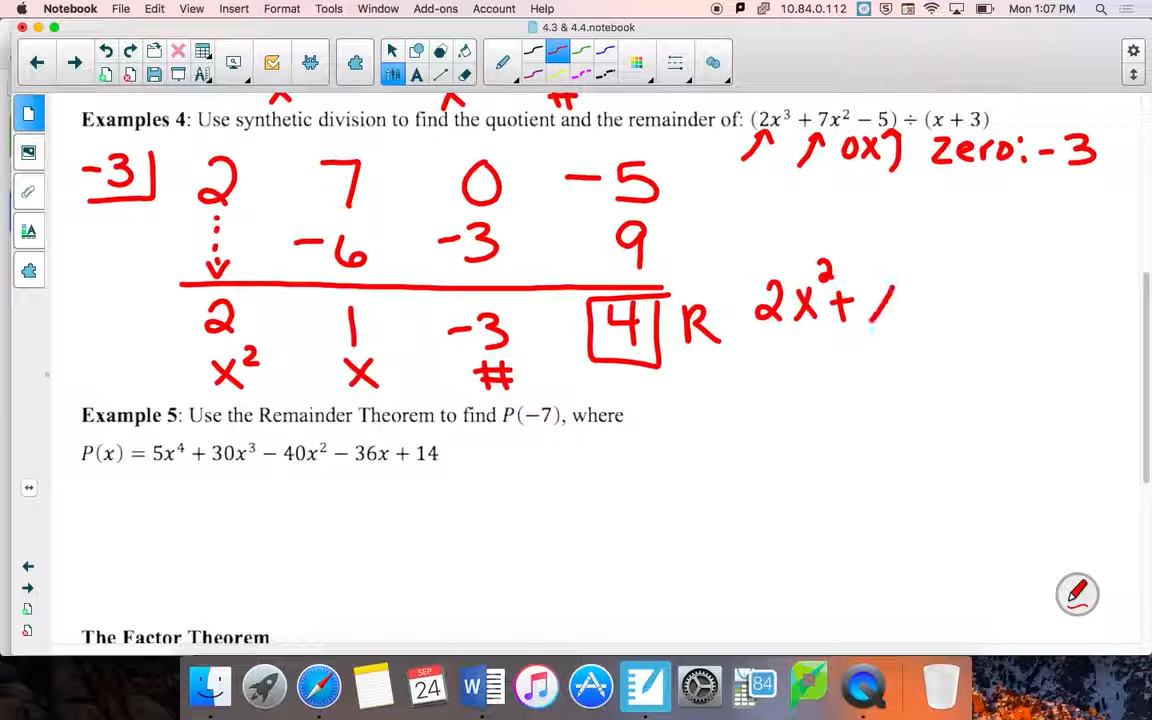 Notebook File Edit View Insert Format Tools Window Add-ons Account Help 10.84.0.112 5 Mon 1:07 PM
4.3 & 4.4.notebook
Examples 4: Use synthetic division to find the quotient and the remainder of: (2x³ + 7x² − 5) ÷ (x + 3)
0x zero: -3
-3 2 7 0 -5
-6 -3 9
2 1 -3 4 R 2x² +
x² x #
Example 5: Use the Remainder Theorem to find P(−7), where
P(x) = 5x⁴ + 30x³ − 40x² − 36x + 14
The Factor Theorem
SEP
24
W
84